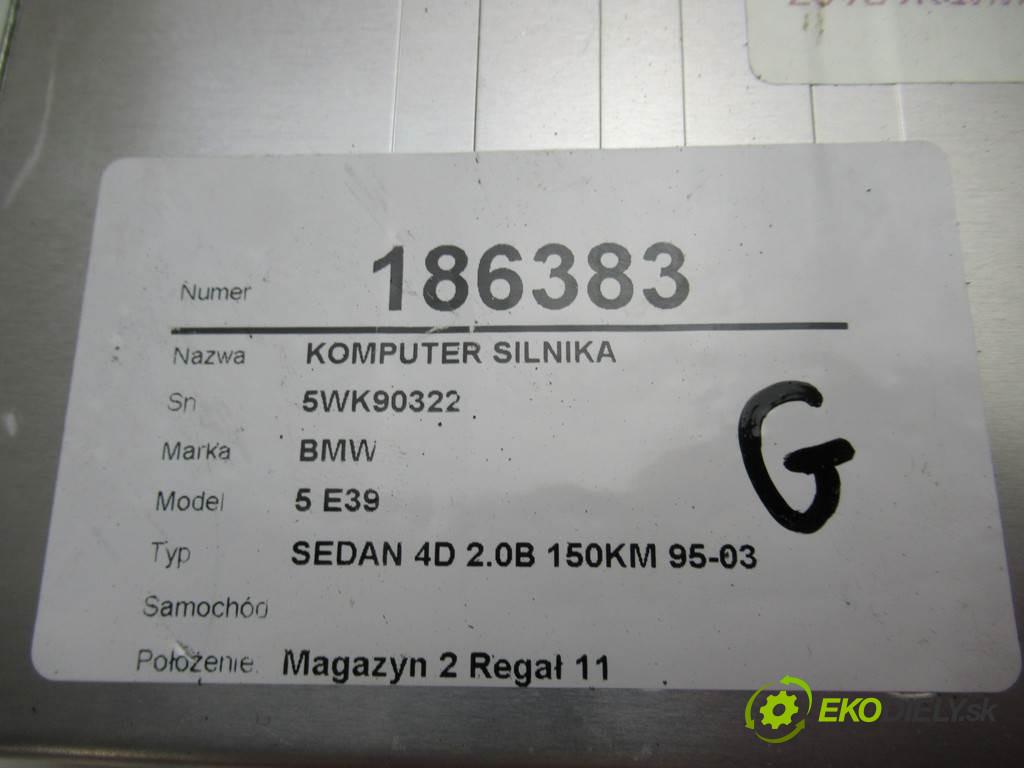 Numer 186383
Nazwa KOMPUTER SILNIKA
Sn 5WK90322
Marka BMW
Model 5 E39
Typ SEDAN 4D 2.0B 150KM 95-03
Samochód
Położenie Magazyn 2 Regał 11
G
EKODIELY.sk